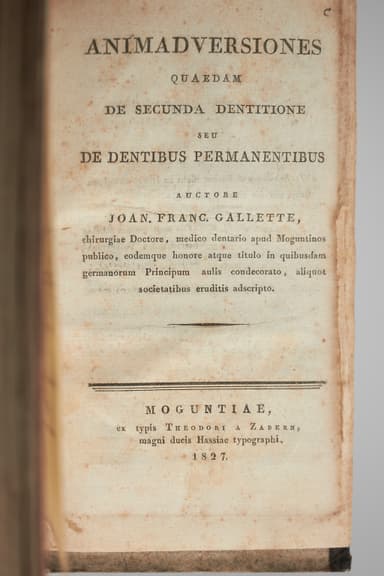 c
ANIMADVERSIONES
QUAEDAM
DE SECUNDA DENTITIONE
SEU
DE DENTIBUS PERMANENTIBUS
AUCTORE
JOAN. FRANC. GALLETTE,
chirurgiae Doctore, medico dentario apud Moguntinos
publico, eodemque honore atque titulo in quibusdam
germanorum Principum aulis condecorato, aliquot
societatibus eruditis adscripto.
MOGUNTIAE,
ex typis THEODORI A ZABERN,
magni ducis Hassiae typographi.
1827.